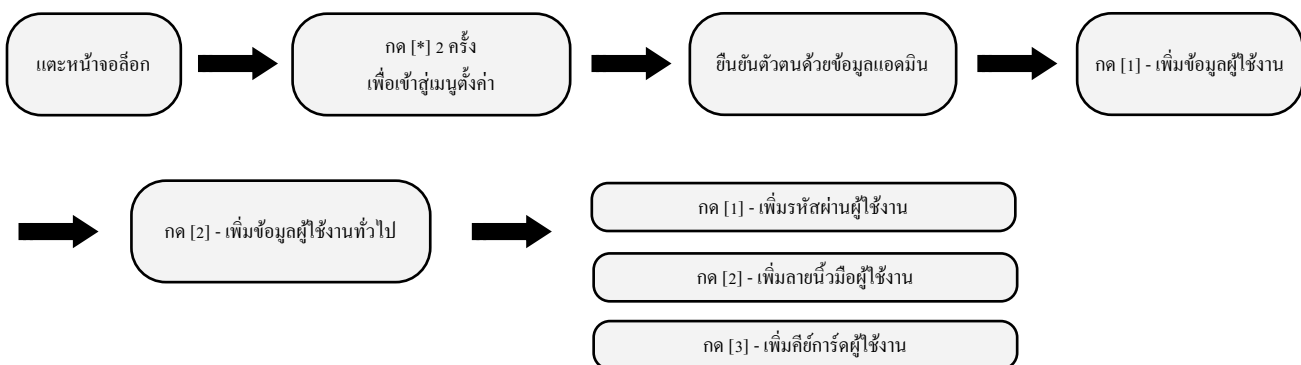 แตะหน้าจอล็อก
กด [*] 2 ครั้ง
เพื่อเข้าสู่เมนูตั้งค่า
ยืนยันตัวตนด้วยข้อมูลแอดมิน
กด [1] - เพิ่มข้อมูลผู้ใช้งาน
กด [2] - เพิ่มข้อมูลผู้ใช้งานทั่วไป
กด [1] - เพิ่มรหัสผ่านผู้ใช้งาน
กด [2] - เพิ่มลายนิ้วมือผู้ใช้งาน
กด [3] - เพิ่มคีย์การ์ดผู้ใช้งาน